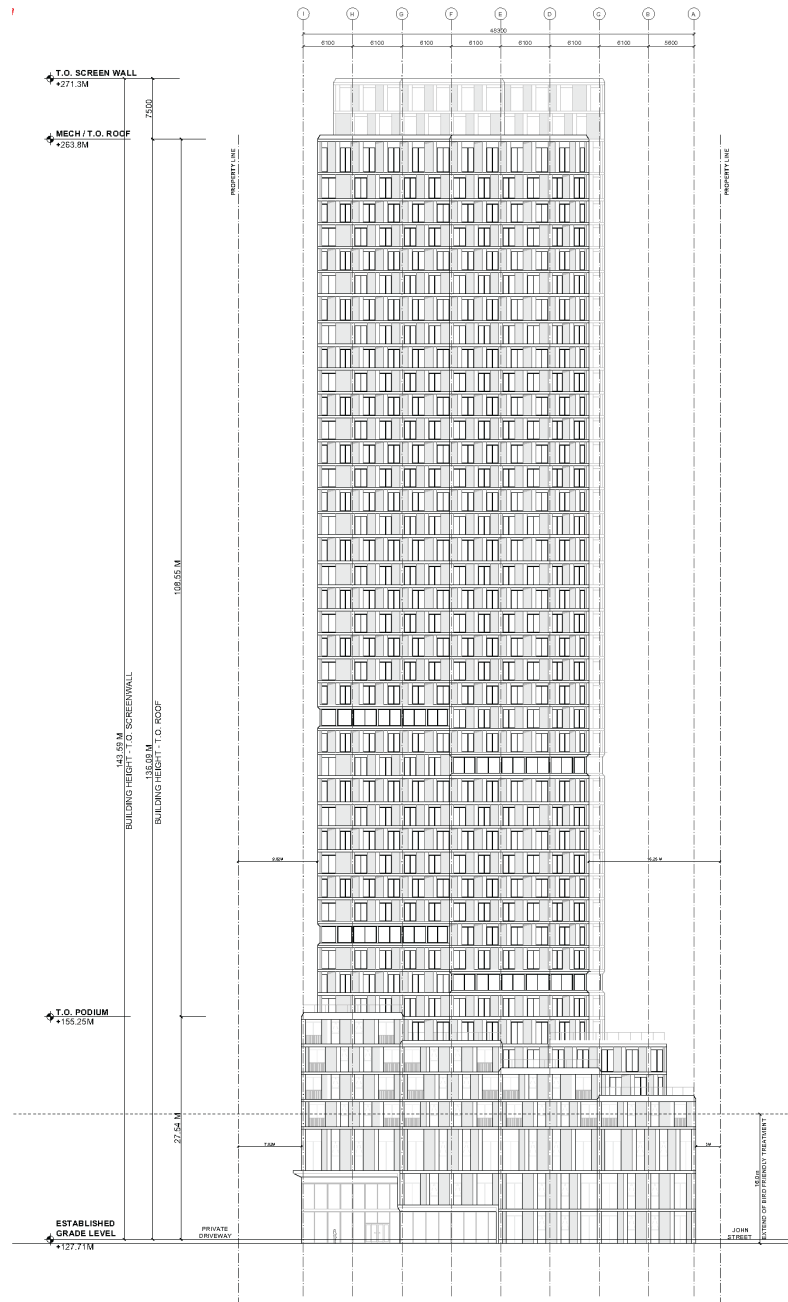 I H G F E D C B A
48300
6100 6100 6100 6100 6100 6100 6100 5600
T.O. SCREEN WALL
+271.3M
7500
MECH / T.O. ROOF
+263.8M
PROPERTY LINE
PROPERTY LINE
108.55 M
143.59 M
BUILDING HEIGHT - T.O. SCREENWALL
136.09 M
BUILDING HEIGHT - T.O. ROOF
T.O. PODIUM
+155.25M
27.54 M
EXTEND OF BIRD FRIENDLY TREATMENT
ESTABLISHED
GRADE LEVEL
+127.71M
PRIVATE
DRIVEWAY
JOHN
STREET